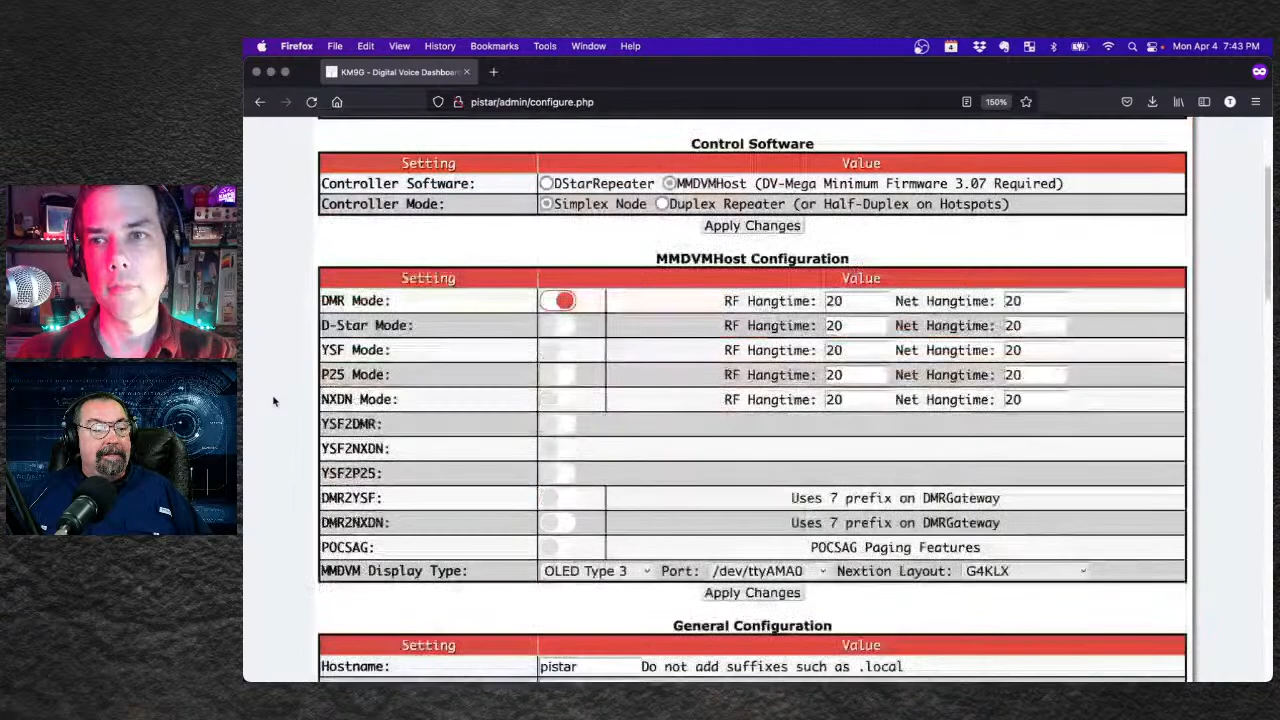 Firefox File Edit View History Bookmarks Tools Window Help Mon Apr 4 7:43 PM
KM9G - Digital Voice Dashboar
pistar/admin/configure.php 150%
Control Software
Setting Value
Controller Software: DStarRepeater MMDVMHost (DV-Mega Minimum Firmware 3.07 Required)
Controller Mode: Simplex Node Duplex Repeater (or Half-Duplex on Hotspots)
Apply Changes
MMDVMHost Configuration
Setting Value
DMR Mode: RF Hangtime: 20 Net Hangtime: 20
D-Star Mode: RF Hangtime: 20 Net Hangtime: 20
YSF Mode: RF Hangtime: 20 Net Hangtime: 20
P25 Mode: RF Hangtime: 20 Net Hangtime: 20
NXDN Mode: RF Hangtime: 20 Net Hangtime: 20
YSF2DMR:
YSF2NXDN:
YSF2P25:
DMR2YSF: Uses 7 prefix on DMRGateway
DMR2NXDN: Uses 7 prefix on DMRGateway
POCSAG: POCSAG Paging Features
MMDVM Display Type: OLED Type 3 Port: /dev/ttyAMA0 Nextion Layout: G4KLX
Apply Changes
General Configuration
Setting Value
Hostname: pistar Do not add suffixes such as .local